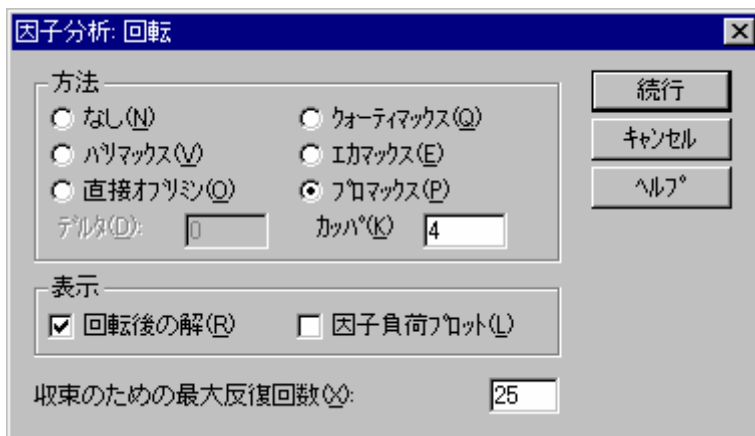 因子分析: 回転
方法
なし(N)
クォーティマックス(Q)
バリマックス(V)
エカマックス(E)
直接オブリミン(O)
プロマックス(P)
デルタ(D):
0
カッパ(K)
4
表示
回転後の解(R)
因子負荷プロット(L)
収束のための最大反復回数(X):
25
続行
キャンセル
ヘルプ